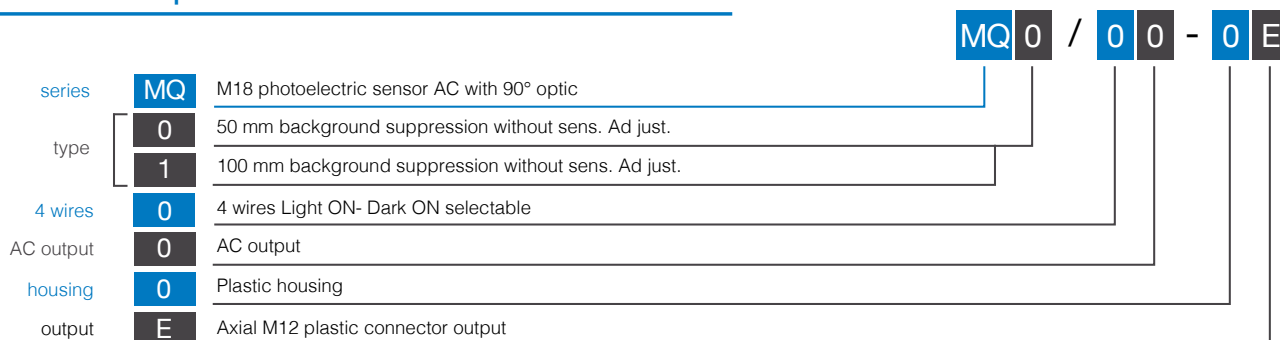 MQ 0 / 0 0 - 0 E
series MQ M18 photoelectric sensor AC with 90° optic
type 0 50 mm background suppression without sens. Ad just.
1 100 mm background suppression without sens. Ad just.
4 wires 0 4 wires Light ON- Dark ON selectable
AC output 0 AC output
housing 0 Plastic housing
output E Axial M12 plastic connector output